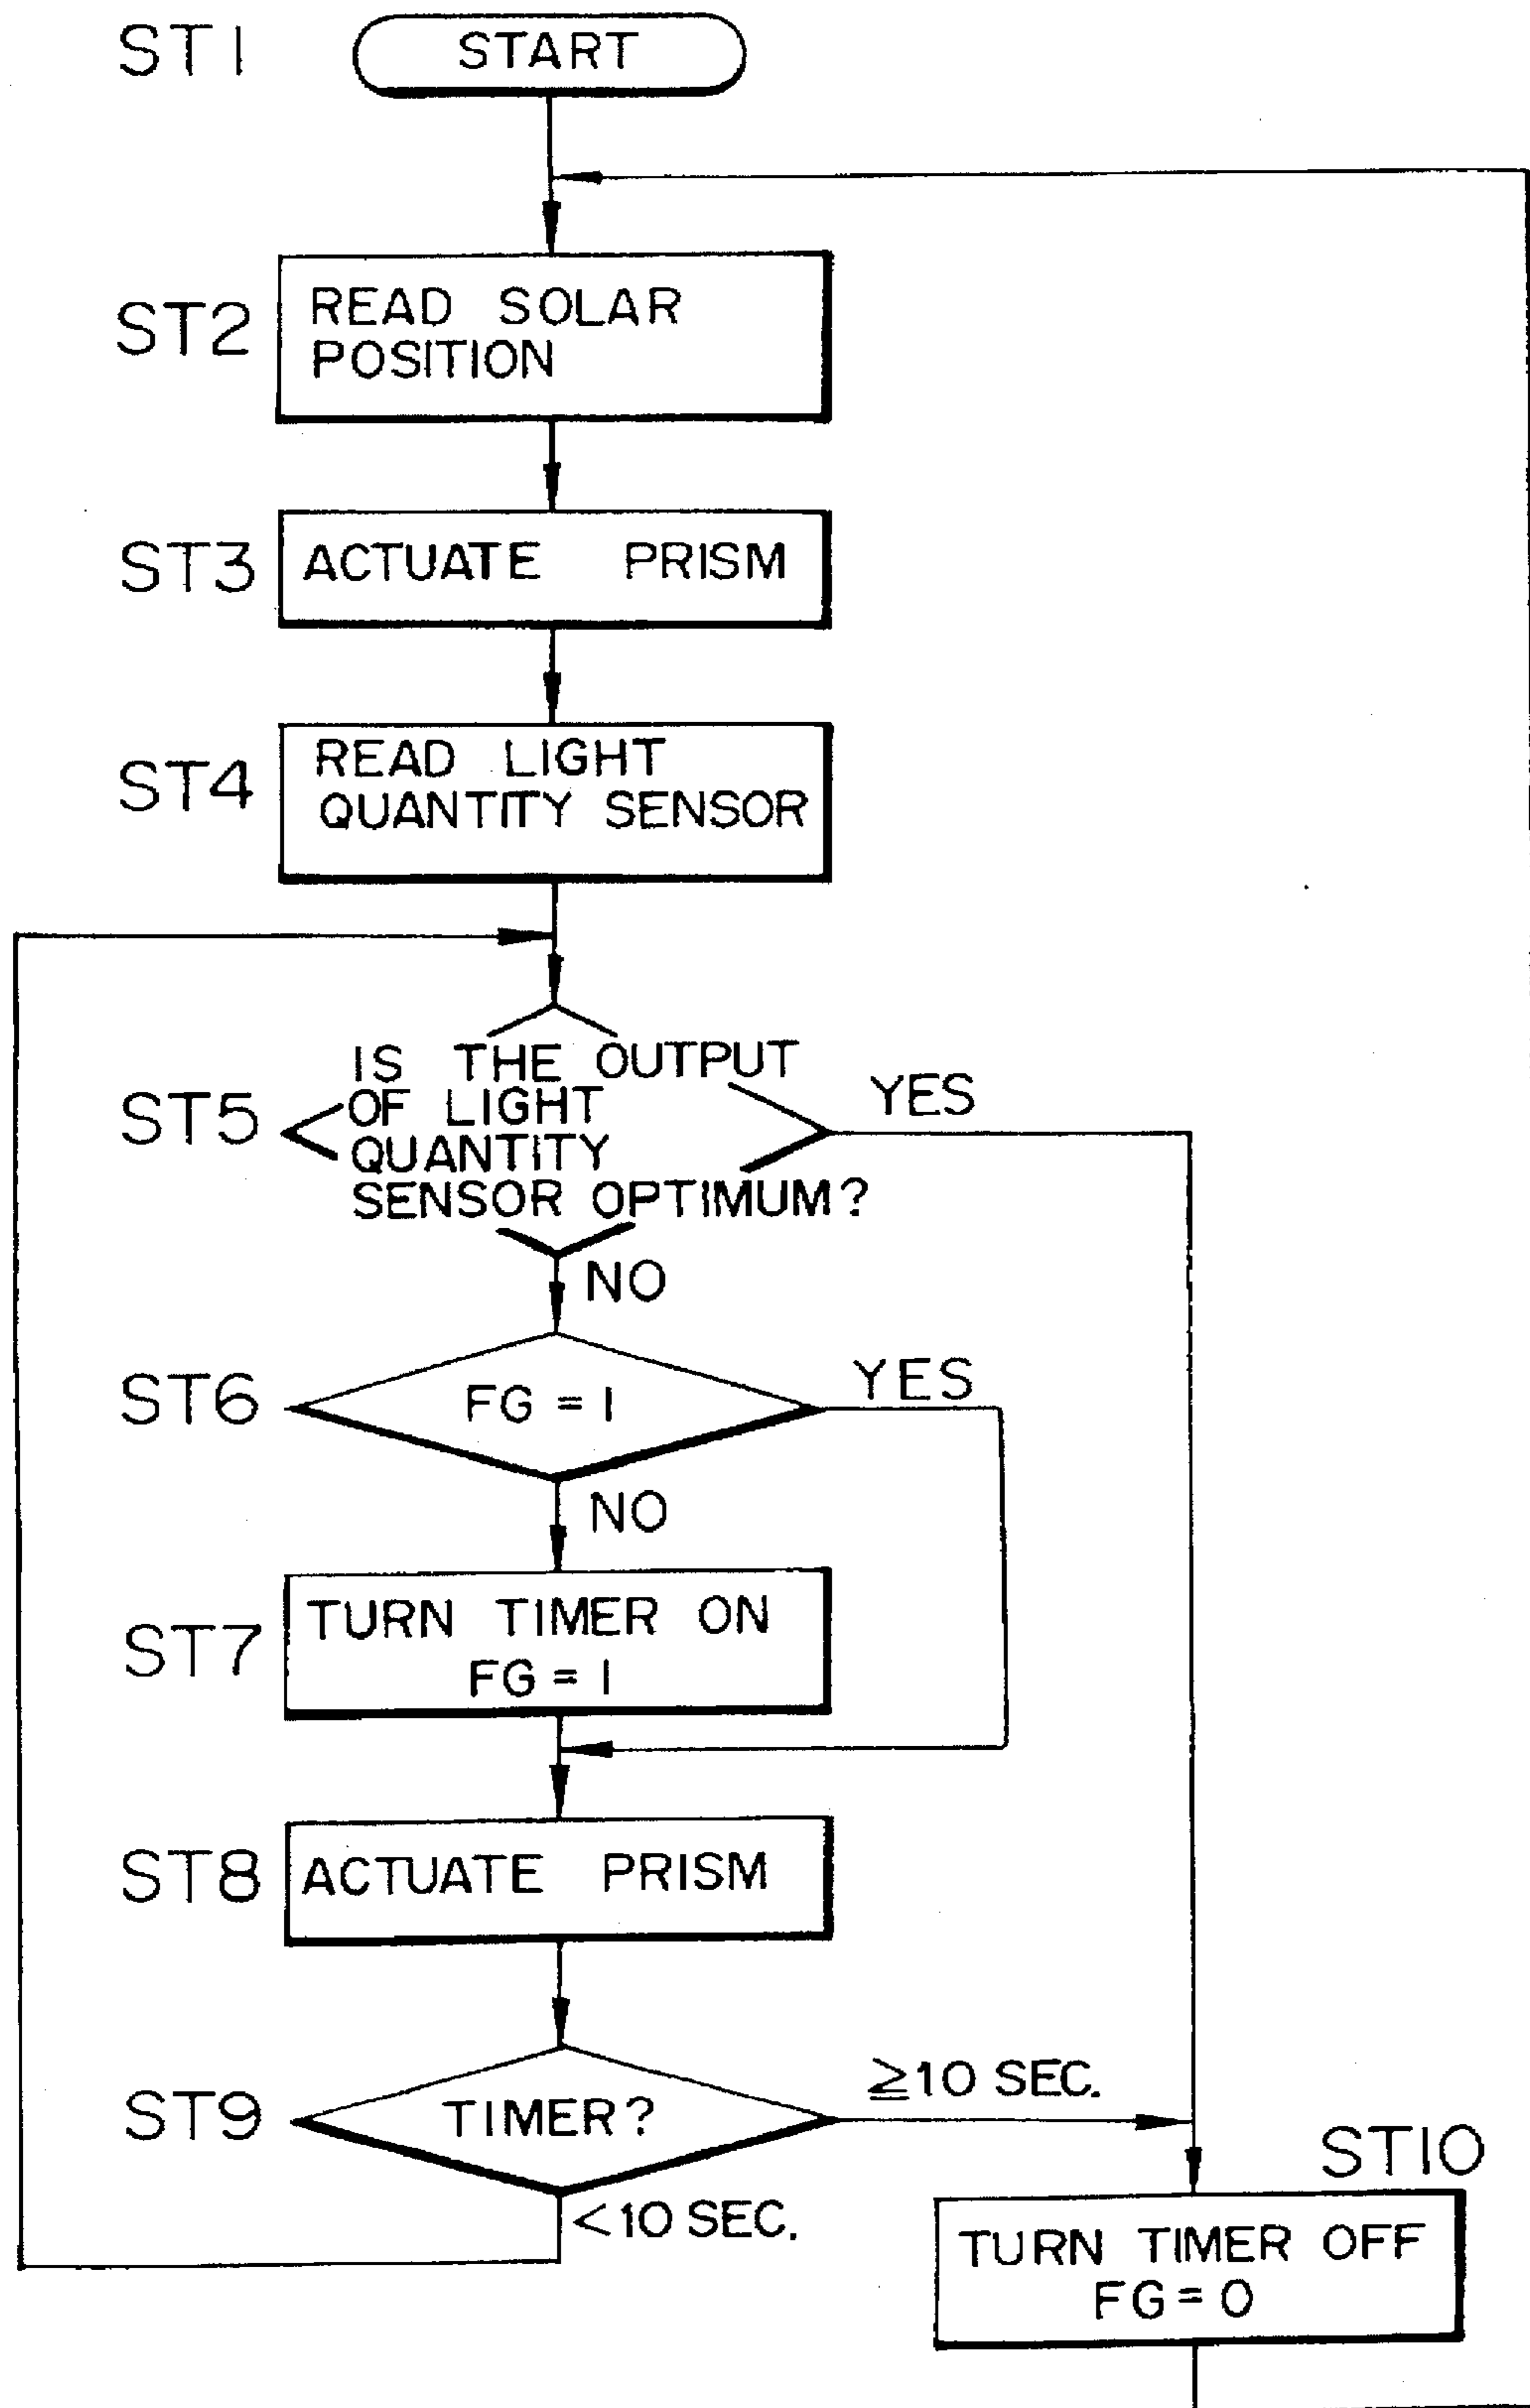 ST1 START
ST2 READ SOLAR
POSITION
ST3 ACTUATE PRISM
ST4 READ LIGHT
QUANTITY SENSOR
IS THE OUTPUT
ST5 OF LIGHT
QUANTITY
SENSOR OPTIMUM?
YES
NO
ST6 FG = 1
YES
NO
ST7 TURN TIMER ON
FG = 1
ST8 ACTUATE PRISM
ST9 TIMER?
≧10 SEC.
<10 SEC.
ST10
TURN TIMER OFF
FG = 0